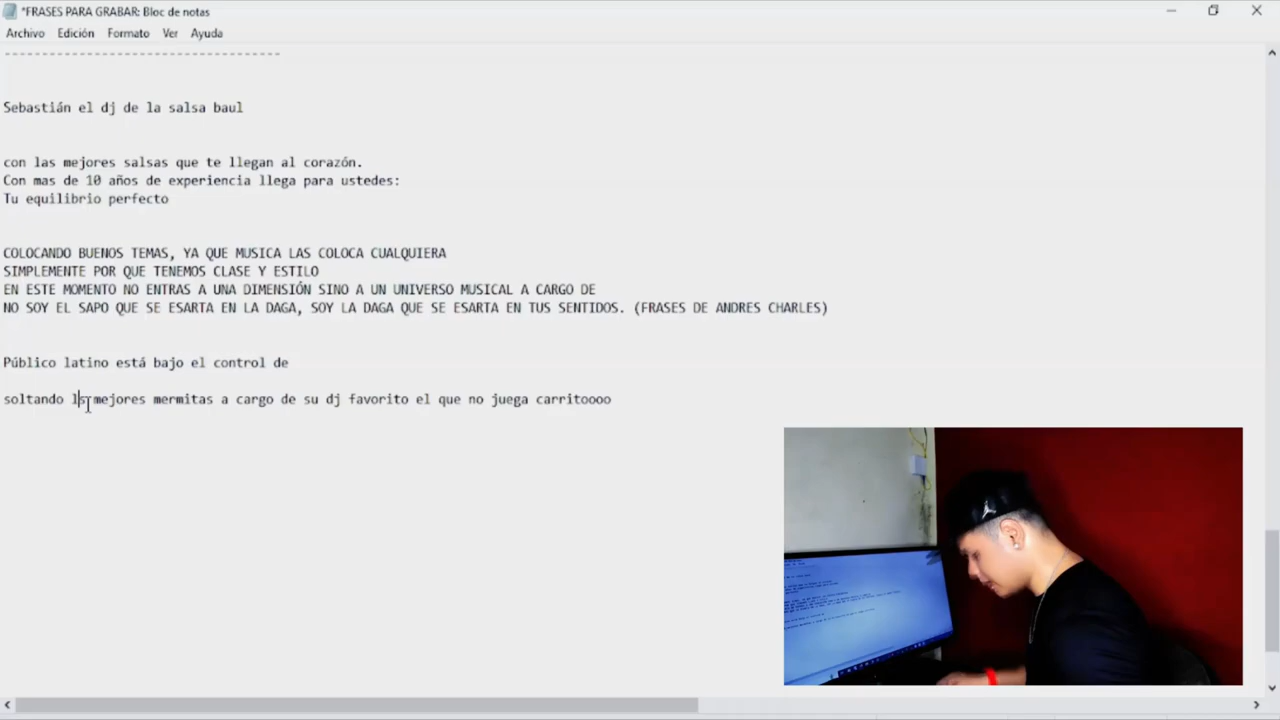 *FRASES PARA GRABAR: Bloc de notas
Archivo Edición Formato Ver Ayuda
-------------------------------------
Sebastián el dj de la salsa baul
con las mejores salsas que te llegan al corazón.
Con mas de 10 años de experiencia llega para ustedes:
Tu equilibrio perfecto
COLOCANDO BUENOS TEMAS, YA QUE MUSICA LAS COLOCA CUALQUIERA
SIMPLEMENTE POR QUE TENEMOS CLASE Y ESTILO
EN ESTE MOMENTO NO ENTRAS A UNA DIMENSIÓN SINO A UN UNIVERSO MUSICAL A CARGO DE
NO SOY EL SAPO QUE SE ESARTA EN LA DAGA, SOY LA DAGA QUE SE ESARTA EN TUS SENTIDOS. (FRASES DE ANDRES CHARLES)
Público latino está bajo el control de
soltando ls mejores mermitas a cargo de su dj favorito el que no juega carritoooo